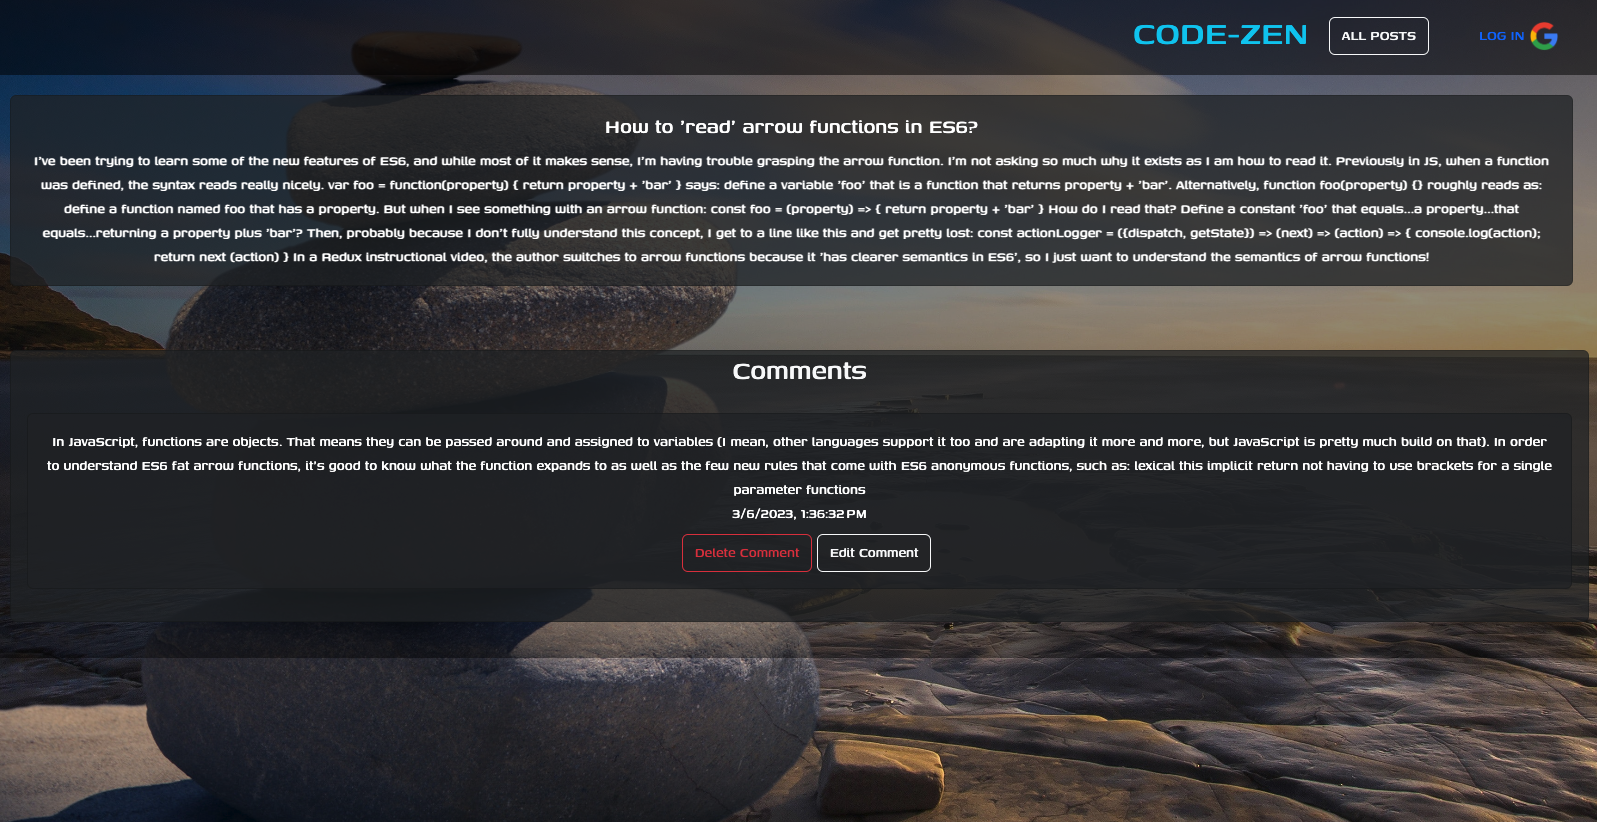 CODE-ZEN
ALL POSTS
LOG IN
How to 'read' arrow functions in ES6?
I've been trying to learn some of the new features of ES6, and while most of it makes sense, I'm having trouble grasping the arrow function. I'm not asking so much why it exists as I am how to read it. Previously in JS, when a function
was defined, the syntax reads really nicely. var foo = function(property) { return property + 'bar' } says: define a variable 'foo' that is a function that returns property + 'bar'. Alternatively, function foo(property) {} roughly reads as:
define a function named foo that has a property. But when I see something with an arrow function: const foo = (property) => { return property + 'bar' } How do I read that? Define a constant 'foo' that equals...a property...that
equals...returning a property plus 'bar'? Then, probably because I don't fully understand this concept, I get to a line like this and get pretty lost: const actionLogger = ({dispatch, getState}) => (next) => (action) => { console.log(action);
return next (action) } In a Redux instructional video, the author switches to arrow functions because it 'has clearer semantics in ES6', so I just want to understand the semantics of arrow functions!
Comments
In JavaScript, functions are objects. That means they can be passed around and assigned to variables (I mean, other languages support it too and are adapting it more and more, but JavaScript is pretty much build on that). In order
to understand ES6 fat arrow functions, it's good to know what the function expands to as well as the few new rules that come with ES6 anonymous functions, such as: lexical this implicit return not having to use brackets for a single
parameter functions
3/6/2023, 1:36:32 PM
Delete Comment
Edit Comment